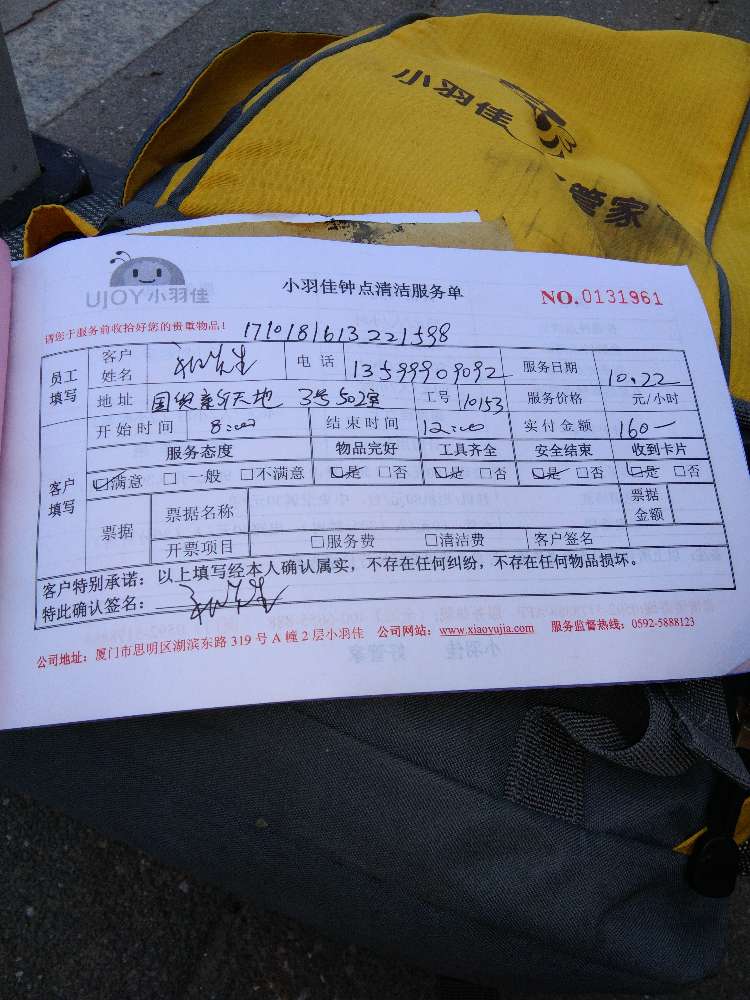 小羽佳
管家
UJOY小羽佳
小羽佳钟点清洁服务单
NO.0131961
请您于服务前收拾好您的贵重物品! 1710181613221598
员工填写 客户姓名 电话 13599909092 服务日期 10.22
地址 国贸新天地 3号502室 工号 10153 服务价格 元/小时
开始时间 8:00 结束时间 12:00 实付金额 160-
客户填写 服务态度 物品完好 工具齐全 安全结束 收到卡片
☑满意 □一般 □不满意 ☑是 □否 ☑是 □否 ☑是 □否 ☑是 □否
票据 票据名称 票据金额
开票项目 □服务费 □清洁费 客户签名
客户特别承诺:以上填写经本人确认属实,不存在任何纠纷,不存在任何物品损坏。
特此确认签名:
公司地址:厦门市思明区湖滨东路 319 号 A 幢 2 层小羽佳 公司网站:www.xiaoyujia.com 服务监督热线:0592-5888123